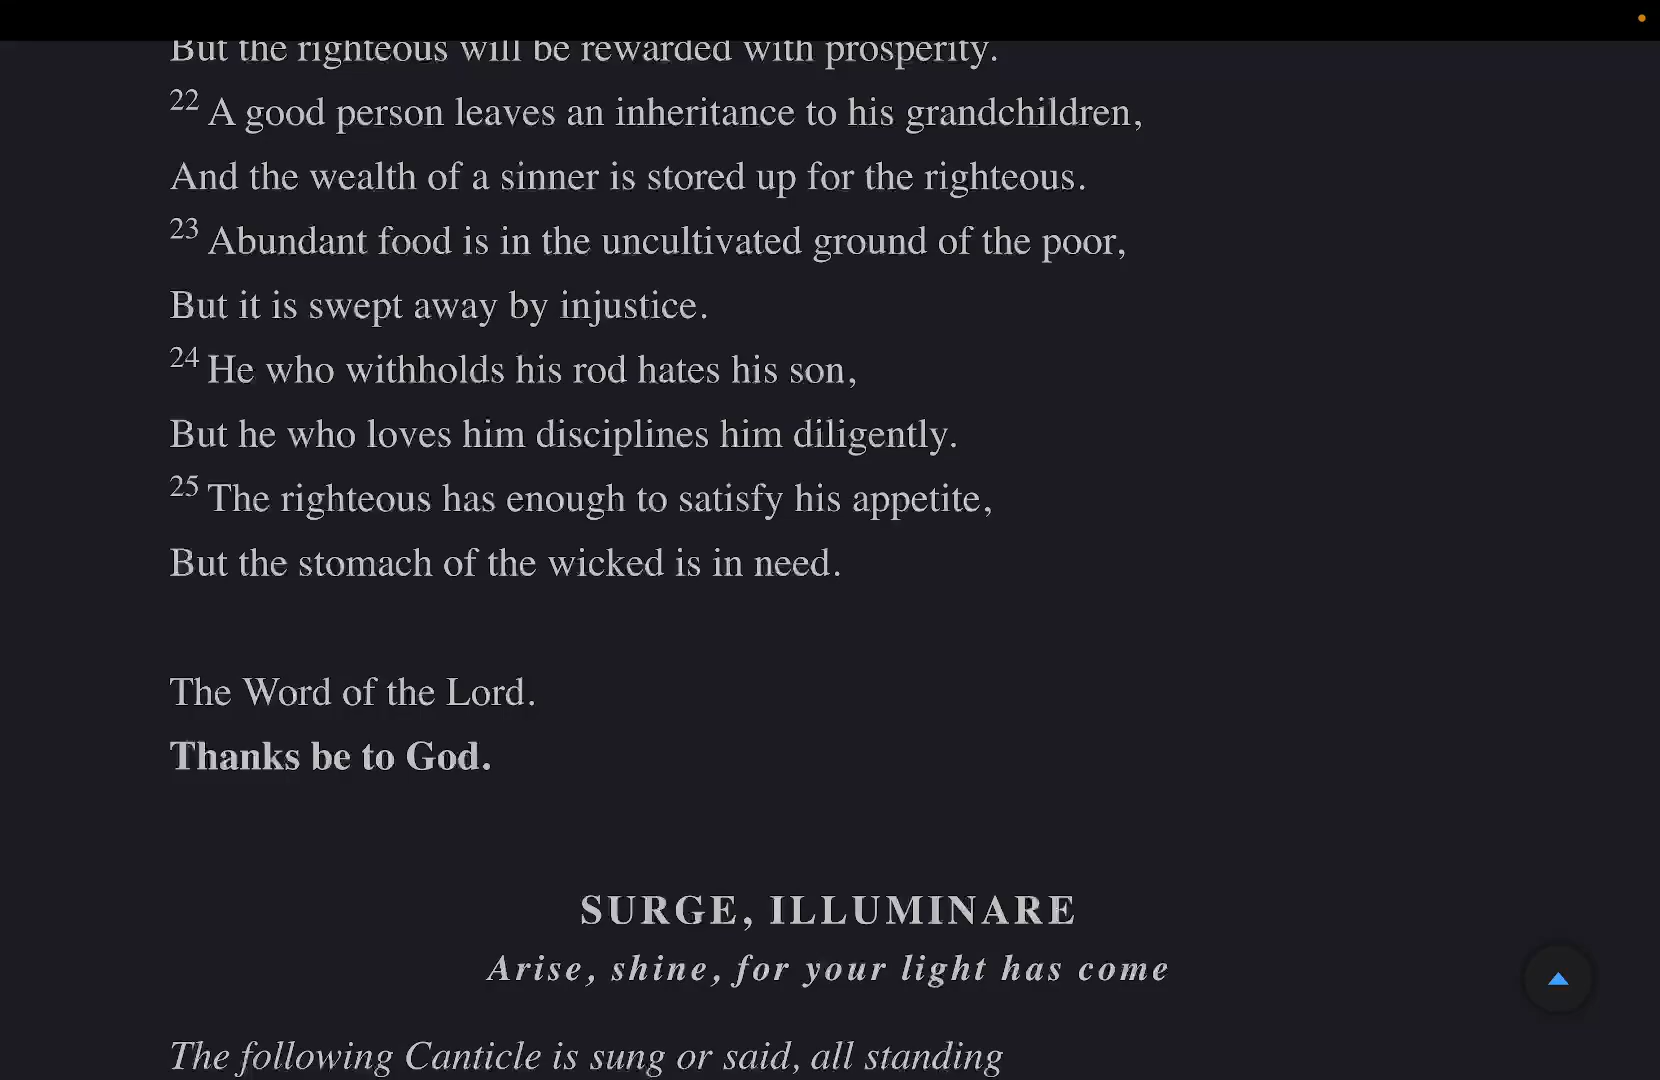 But the righteous will be rewarded with prosperity.
22 A good person leaves an inheritance to his grandchildren,
And the wealth of a sinner is stored up for the righteous.
23 Abundant food is in the uncultivated ground of the poor,
But it is swept away by injustice.
24 He who withholds his rod hates his son,
But he who loves him disciplines him diligently.
25 The righteous has enough to satisfy his appetite,
But the stomach of the wicked is in need.
The Word of the Lord.
Thanks be to God.
SURGE, ILLUMINARE
Arise, shine, for your light has come
The following Canticle is sung or said, all standing